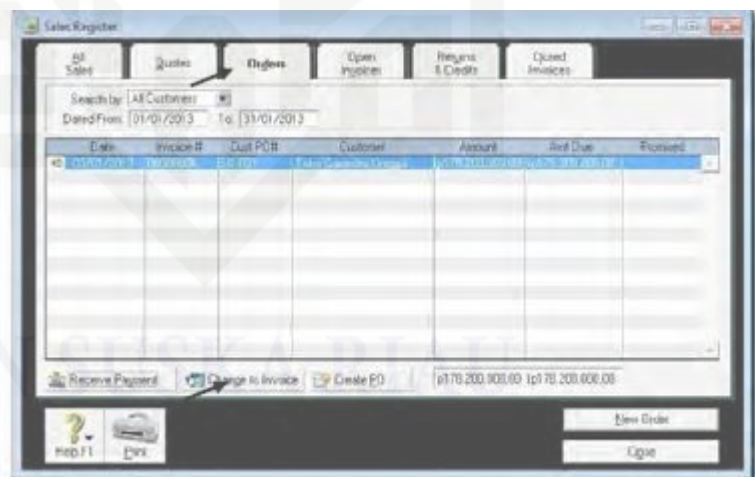 Sales Register
All Sales
Quotes
Orders
Open Invoices
Returns & Credits
Closed Invoices
Search by: All Customers
Dated From: 01/01/2013 To: 31/01/2013
Date Invoice # Cust PO# Customer Amount Amt Due Promised
SUSKA RIAU
Receive Payment Change to Invoice Create PO
Help F1 Print
New Order
Close